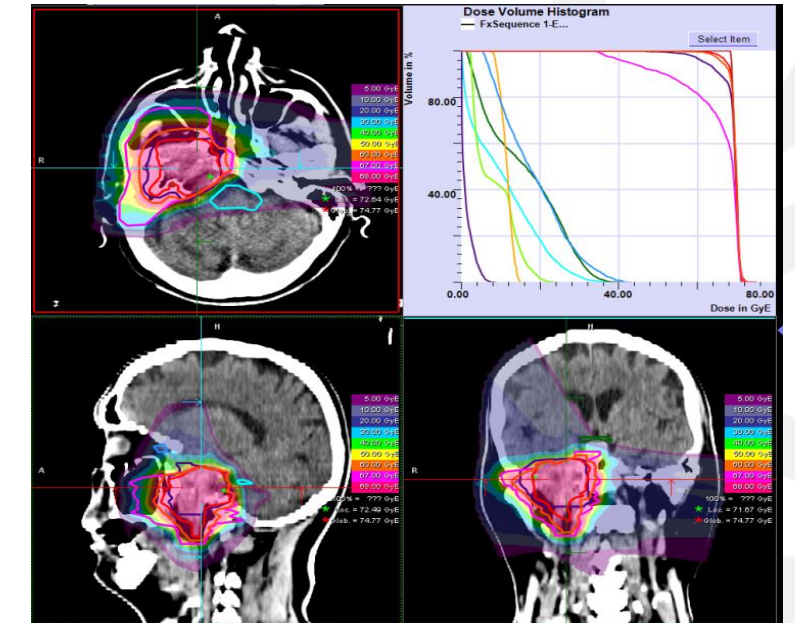 A
R
5.00 GyE
10.00 GyE
20.00 GyE
30.00 GyE
40.00 GyE
50.00 GyE
60.00 GyE
67.00 GyE
68.00 GyE
100% = ??? GyE
Loc. = 72.64 GyE
Glob. = 74.77 GyE
Dose Volume Histogram
FxSequence 1-E...
Select Item
Volume in %
80.00
40.00
0.00
40.00
80.00
Dose in GyE
H
A
5.00 GyE
10.00 GyE
20.00 GyE
30.00 GyE
40.00 GyE
50.00 GyE
60.00 GyE
67.00 GyE
68.00 GyE
100% = ??? GyE
Loc. = 72.49 GyE
Glob. = 74.77 GyE
H
R
5.00 GyE
10.00 GyE
20.00 GyE
30.00 GyE
40.00 GyE
50.00 GyE
60.00 GyE
67.00 GyE
68.00 GyE
100% = ??? GyE
Loc. = 71.67 GyE
Glob. = 74.77 GyE